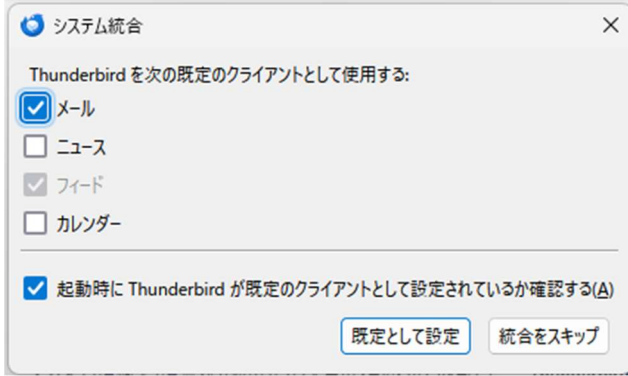 システム統合
Thunderbird を次の既定のクライアントとして使用する:
メール
ニュース
フィード
カレンダー
起動時に Thunderbird が既定のクライアントとして設定されているか確認する(A)
既定として設定 統合をスキップ